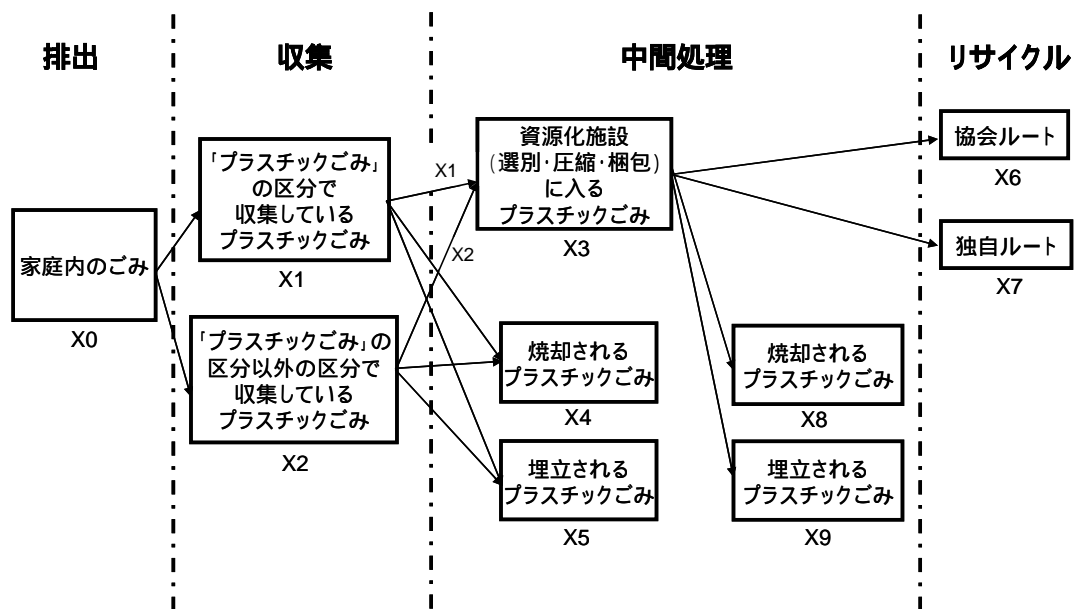 排出
収集
中間処理
リサイクル
家庭内のごみ
X0
「プラスチックごみ」
の区分で
収集している
プラスチックごみ
X1
「プラスチックごみ」の
区分以外の区分で
収集している
プラスチックごみ
X2
X1
X2
資源化施設
(選別・圧縮・梱包)
に入る
プラスチックごみ
X3
焼却される
プラスチックごみ
X4
埋立される
プラスチックごみ
X5
焼却される
プラスチックごみ
X8
埋立される
プラスチックごみ
X9
協会ルート
X6
独自ルート
X7